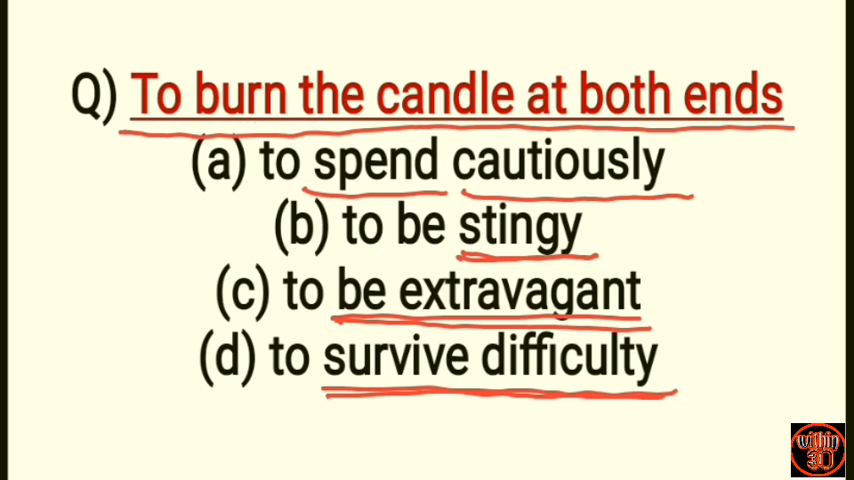 Q) To burn the candle at both ends
(a) to spend cautiously
(b) to be stingy
(c) to be extravagant
(d) to survive difficulty
within
30